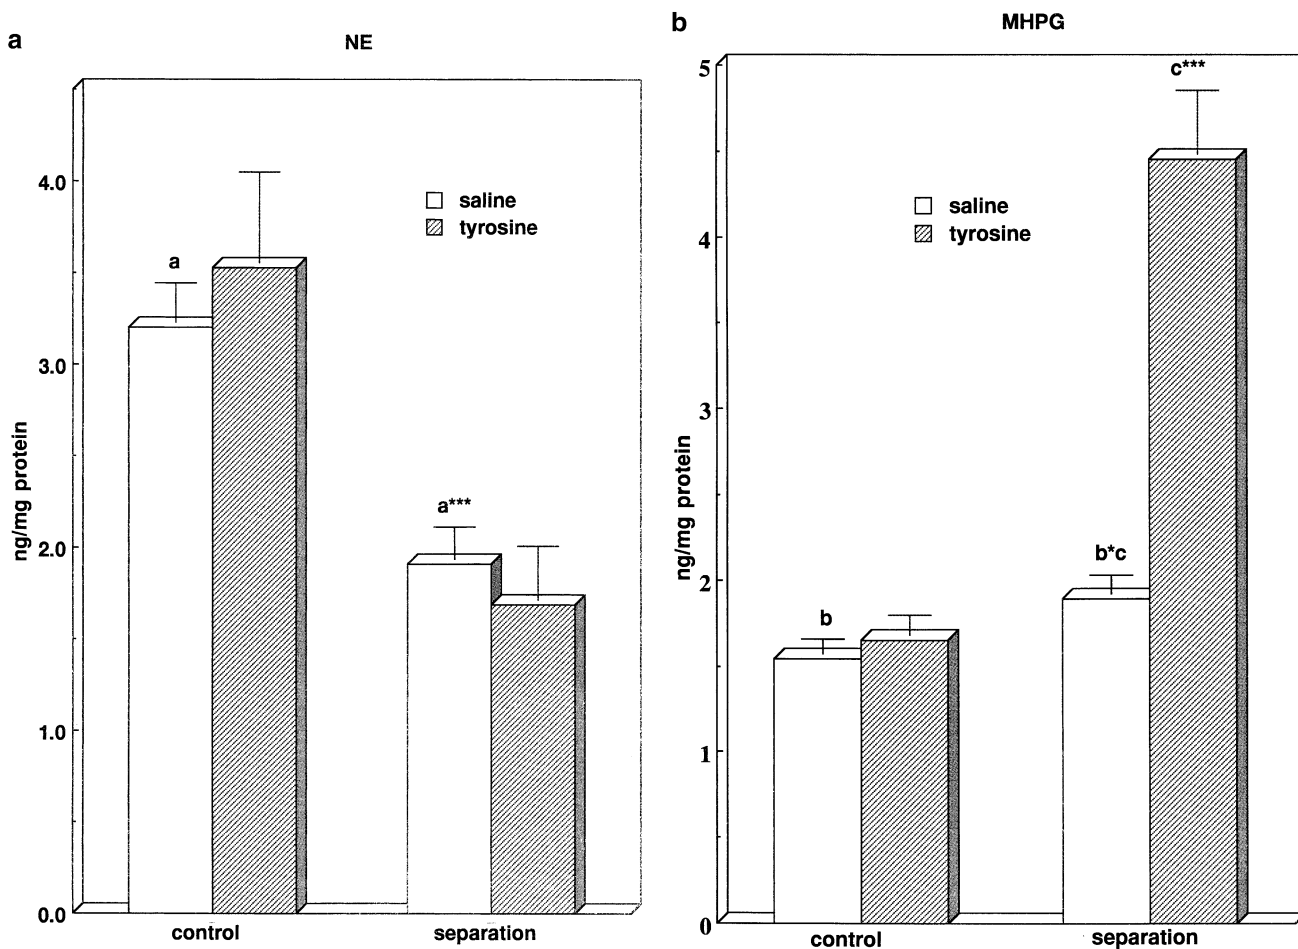 a
NE
4.0
3.0
2.0
1.0
0.0
ng/mg protein
saline
tyrosine
a
a***
control
separation
b
MHPG
5
4
3
2
1
0
ng/mg protein
saline
tyrosine
b
b*c
c***
control
separation